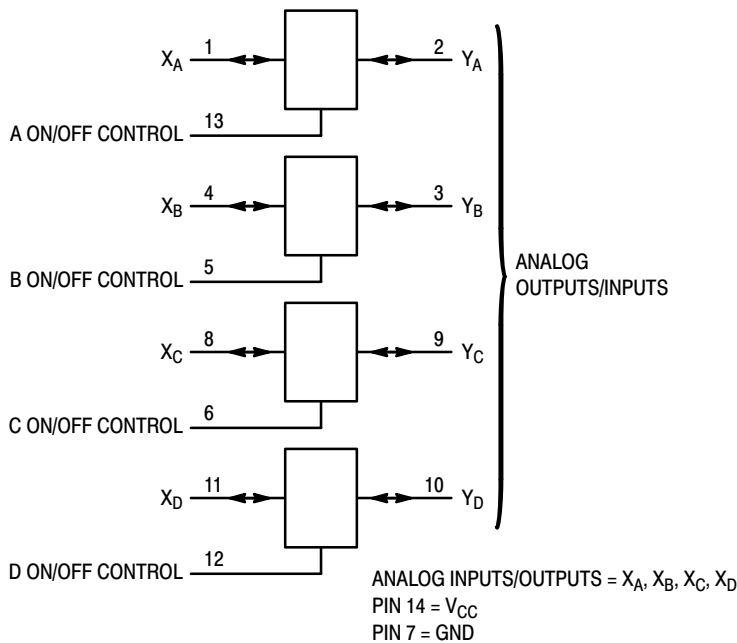 X_A 1 2 Y_A
A ON/OFF CONTROL 13
X_B 4 3 Y_B
B ON/OFF CONTROL 5
X_C 8 9 Y_C
C ON/OFF CONTROL 6
X_D 11 10 Y_D
D ON/OFF CONTROL 12
ANALOG
OUTPUTS/INPUTS
ANALOG INPUTS/OUTPUTS = X_A, X_B, X_C, X_D
PIN 14 = V_CC
PIN 7 = GND